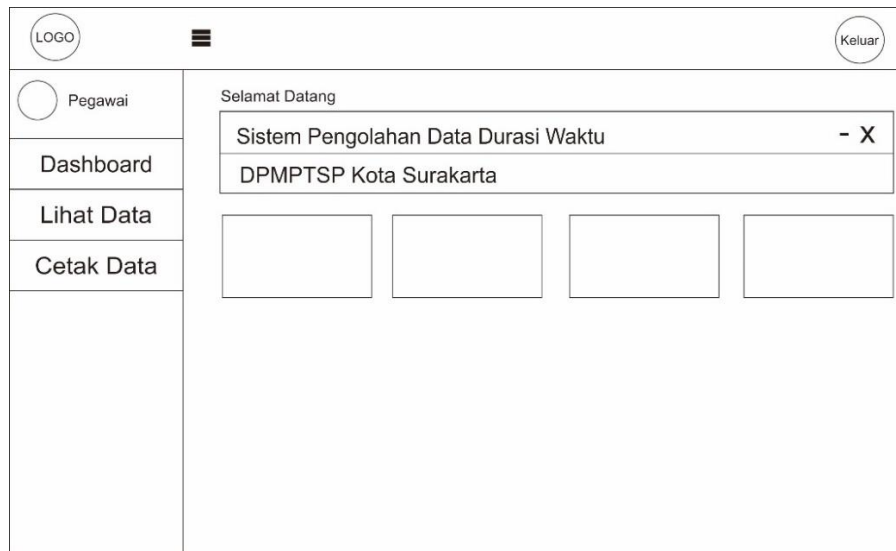 LOGO
Keluar
Pegawai
Dashboard
Lihat Data
Cetak Data
Selamat Datang
Sistem Pengolahan Data Durasi Waktu - X
DPMPTSP Kota Surakarta